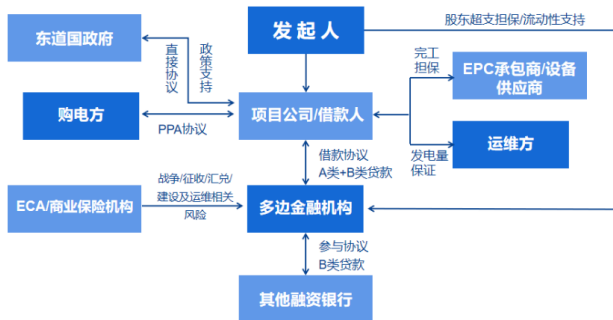 发 起 人
股东超支担保/流动性支持
东道国政府
直接协议
政策支持
完工
担保
EPC承包商/设备
供应商
购电方
PPA协议
项目公司/借款人
发电量
保证
运维方
借款协议
A类+B类贷款
ECA/商业保险机构
战争/征收/汇兑/
建设及运维相关
风险
多边金融机构
参与协议
B类贷款
其他融资银行